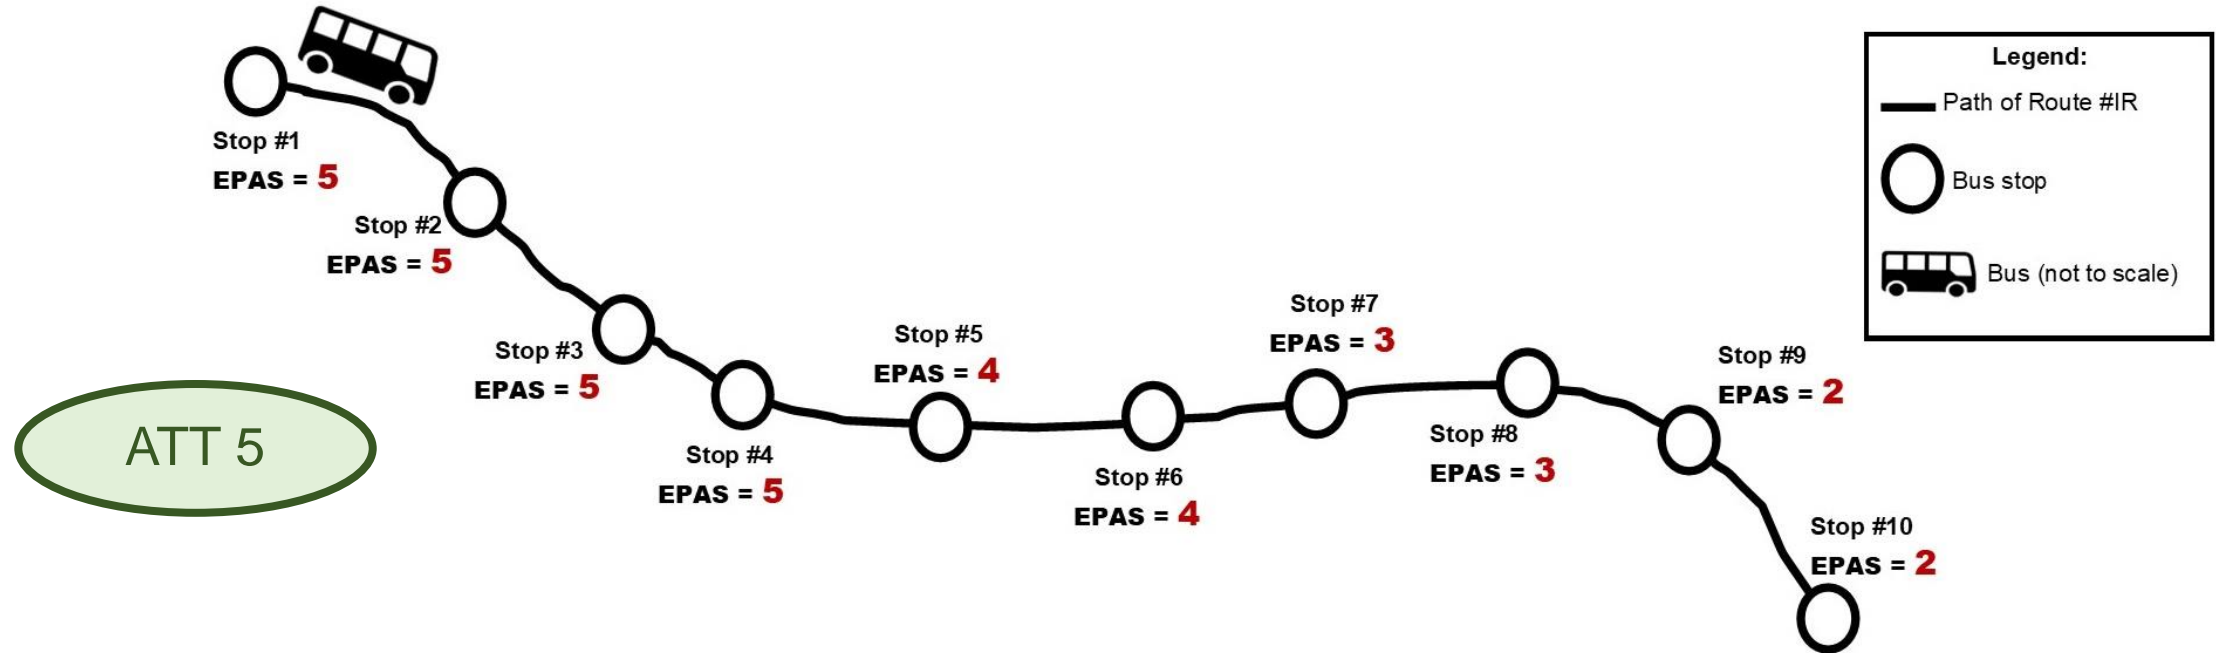 Stop #1
EPAS = 5
Stop #2
EPAS = 5
Stop #3
EPAS = 5
Stop #4
EPAS = 5
Stop #5
EPAS = 4
Stop #6
EPAS = 4
Stop #7
EPAS = 3
Stop #8
EPAS = 3
Stop #9
EPAS = 2
Stop #10
EPAS = 2
ATT 5
Legend:
Path of Route #IR
Bus stop
Bus (not to scale)